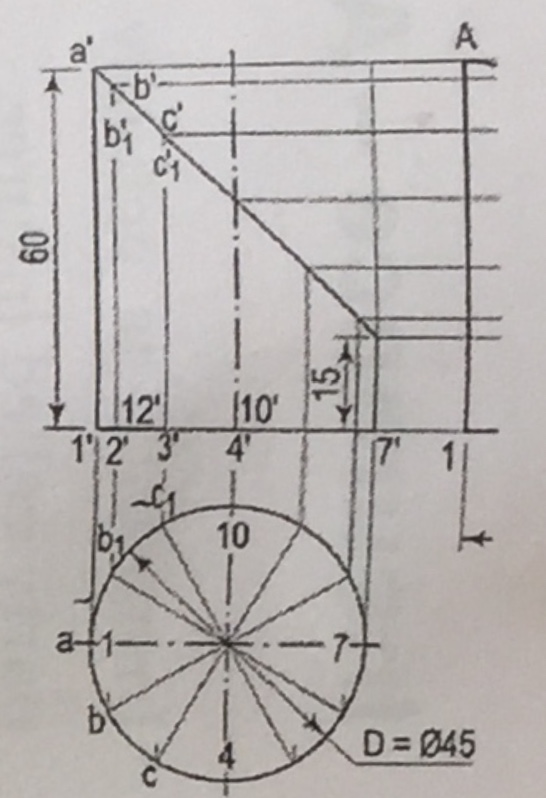 a' A
b'
b'₁ c'
c'₁
60
15
12' 10'
1' 2' 3' 4' 7' 1
c₁
b₁ 10
a 1 7
b
c 4 D = Ø45